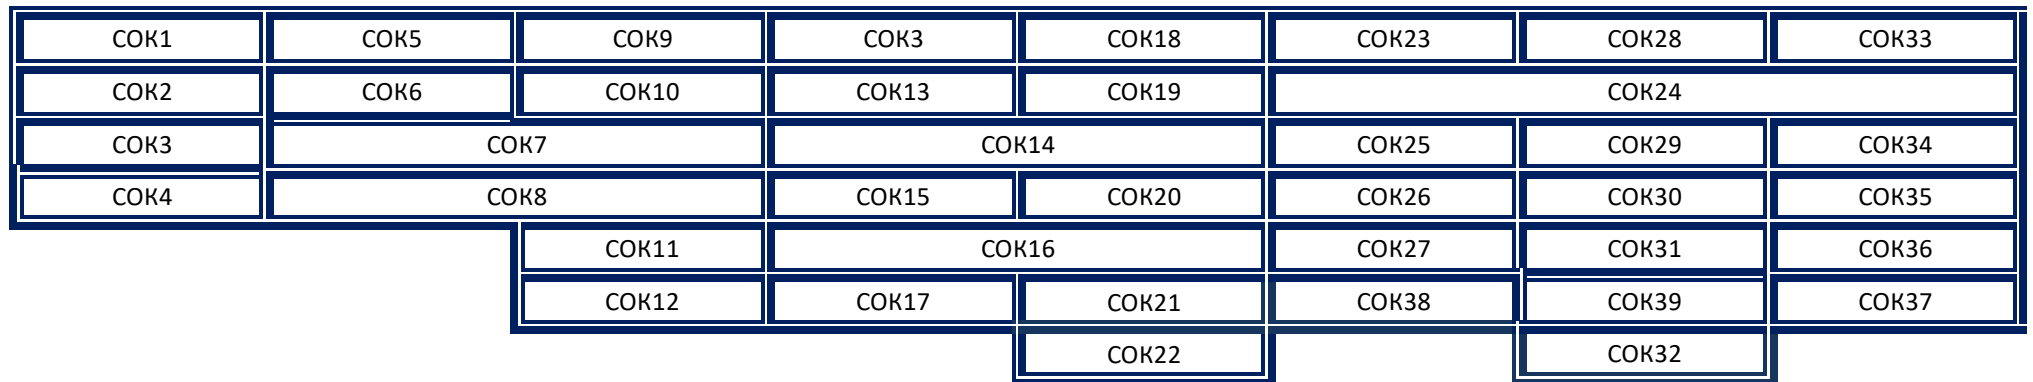 СОК1 СОК5 СОК9 СОК3 СОК18 СОК23 СОК28 СОК33
СОК2 СОК6 СОК10 СОК13 СОК19 СОК24
СОК3 СОК7 СОК14 СОК25 СОК29 СОК34
СОК4 СОК8 СОК15 СОК20 СОК26 СОК30 СОК35
СОК11 СОК16 СОК27 СОК31 СОК36
СОК12 СОК17 СОК21 СОК38 СОК39 СОК37
СОК22 СОК32